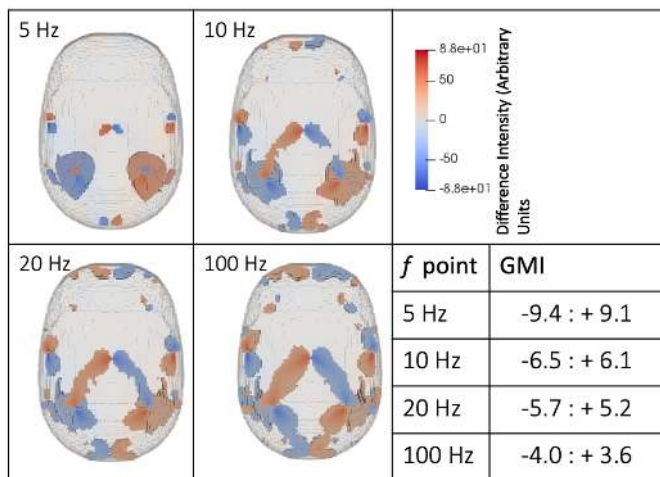 5 Hz
10 Hz
8.8e+01
50
0
-50
-8.8e+01
Difference Intensity (Arbitrary
Units
20 Hz
100 Hz
f point GMI
5 Hz -9.4 : + 9.1
10 Hz -6.5 : + 6.1
20 Hz -5.7 : + 5.2
100 Hz -4.0 : + 3.6